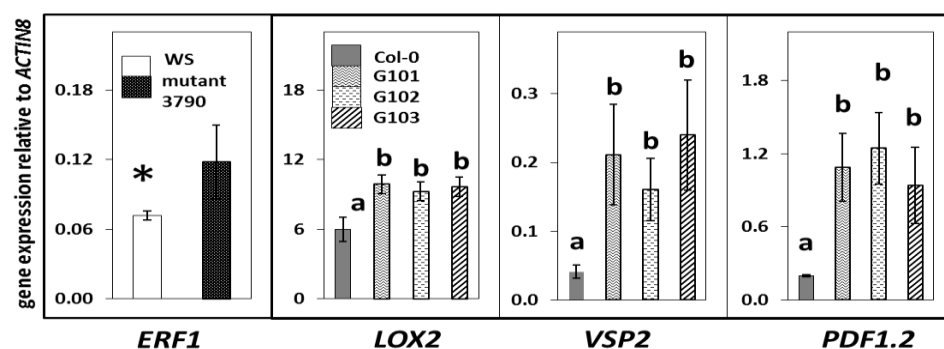 gene expression relative to ACTIN8
0.18
0.12
0.06
0.00
WS
mutant
3790
*
ERF1
18
12
6
0
Col-0
G101
G102
G103
a
b
b
b
LOX2
0.3
0.2
0.1
0.0
a
b
b
b
VSP2
1.8
1.2
0.6
0.0
a
b
b
b
PDF1.2